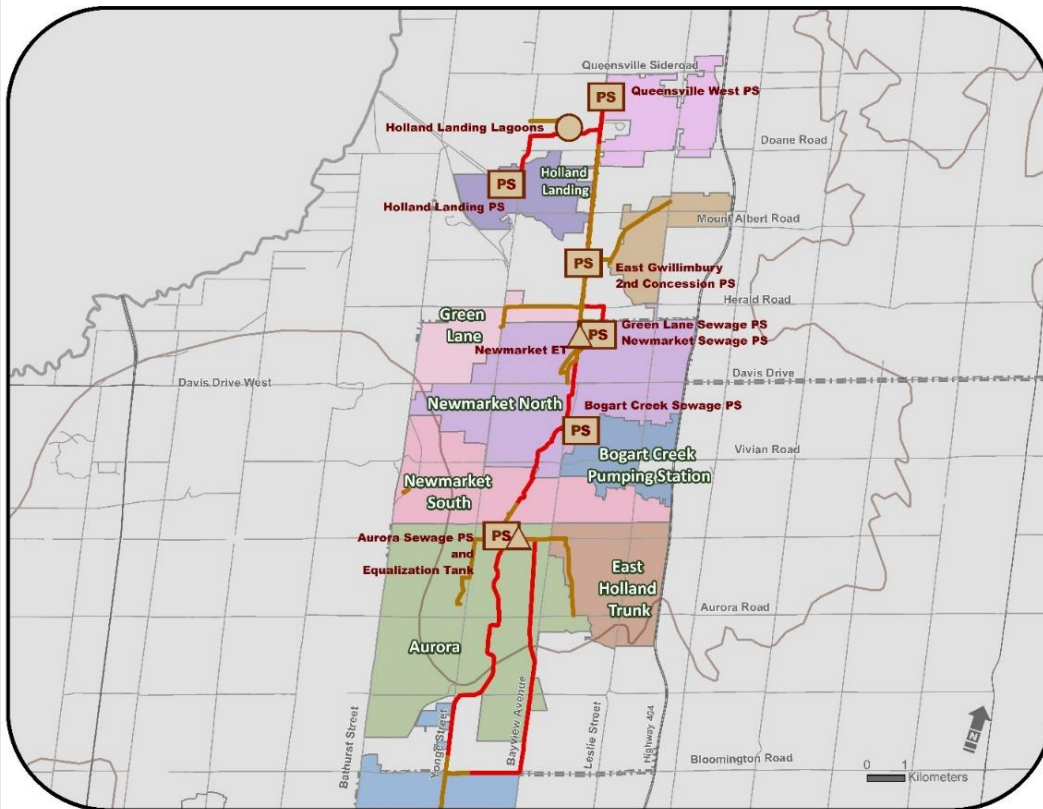 Queensville Sideroad
PS
Queensville West PS
Holland Landing Lagoons
Doane Road
Holland
Landing
PS
Holland Landing PS
Mount Albert Road
PS
East Gwillimbury
2nd Concession PS
Herald Road
Green
Lane
PS
Green Lane Sewage PS
Newmarket Sewage PS
Newmarket ET
Davis Drive West
Davis Drive
Newmarket North
Bogart Creek Sewage PS
PS
Bogart Creek
Pumping Station
Vivian Road
Newmarket
South
PS
Aurora Sewage PS
and
Equalization Tank
East
Holland
Trunk
Aurora Road
Aurora
Bathurst Street
Yonge Street
Bayview Avenue
Leslie Street
Highway 404
Bloomington Road
N
0 1
Kilometers